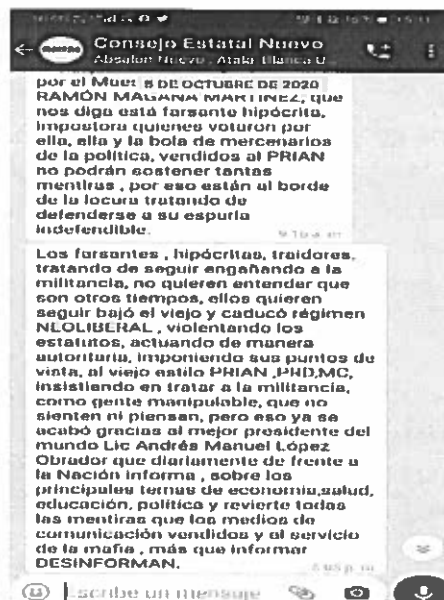 morena
Consejo Estatal Nuevo
Absalon Nuevo, Atala Blanca U
por el Muet 5 DE OCTUBRE DE 2020
RAMÓN MAGAÑA MARTINEZ, que
nos diga está farsante hipócrita,
impostora quienes votaron por
ella, ella y la bola de mercenarios
de la política, vendidos al PRIAN
no podrán sostener tantas
mentiras , por eso están al borde
de la locura tratando de
defenderse a su espuria
indefendible.
Los farsantes , hipócritas, traidores,
tratando de seguir engañando a la
militancia, no quieren entender que
son otros tiempos, ellos quieren
seguir bajó el viejo y caducó régimen
NEOLIBERAL , violentando los
estatutos, actuando de manera
autoritaria, imponiendo sus puntos de
vista, al viejo estilo PRIAN ,PRD,MC,
insistiendo en tratar a la militancia,
como gente manipulable, que no
sienten ni piensan, pero eso ya se
acabó gracias al mejor presidente del
mundo Lic Andrés Manuel López
Obrador que diariamente de frente a
la Nación informa , sobre los
principales temas de economía,salud,
educación, política y revierte todas
las mentiras que los medios de
comunicación vendidos y al servicio
de la mafia , más que informar
DESINFORMAN.
Escribe un mensaje